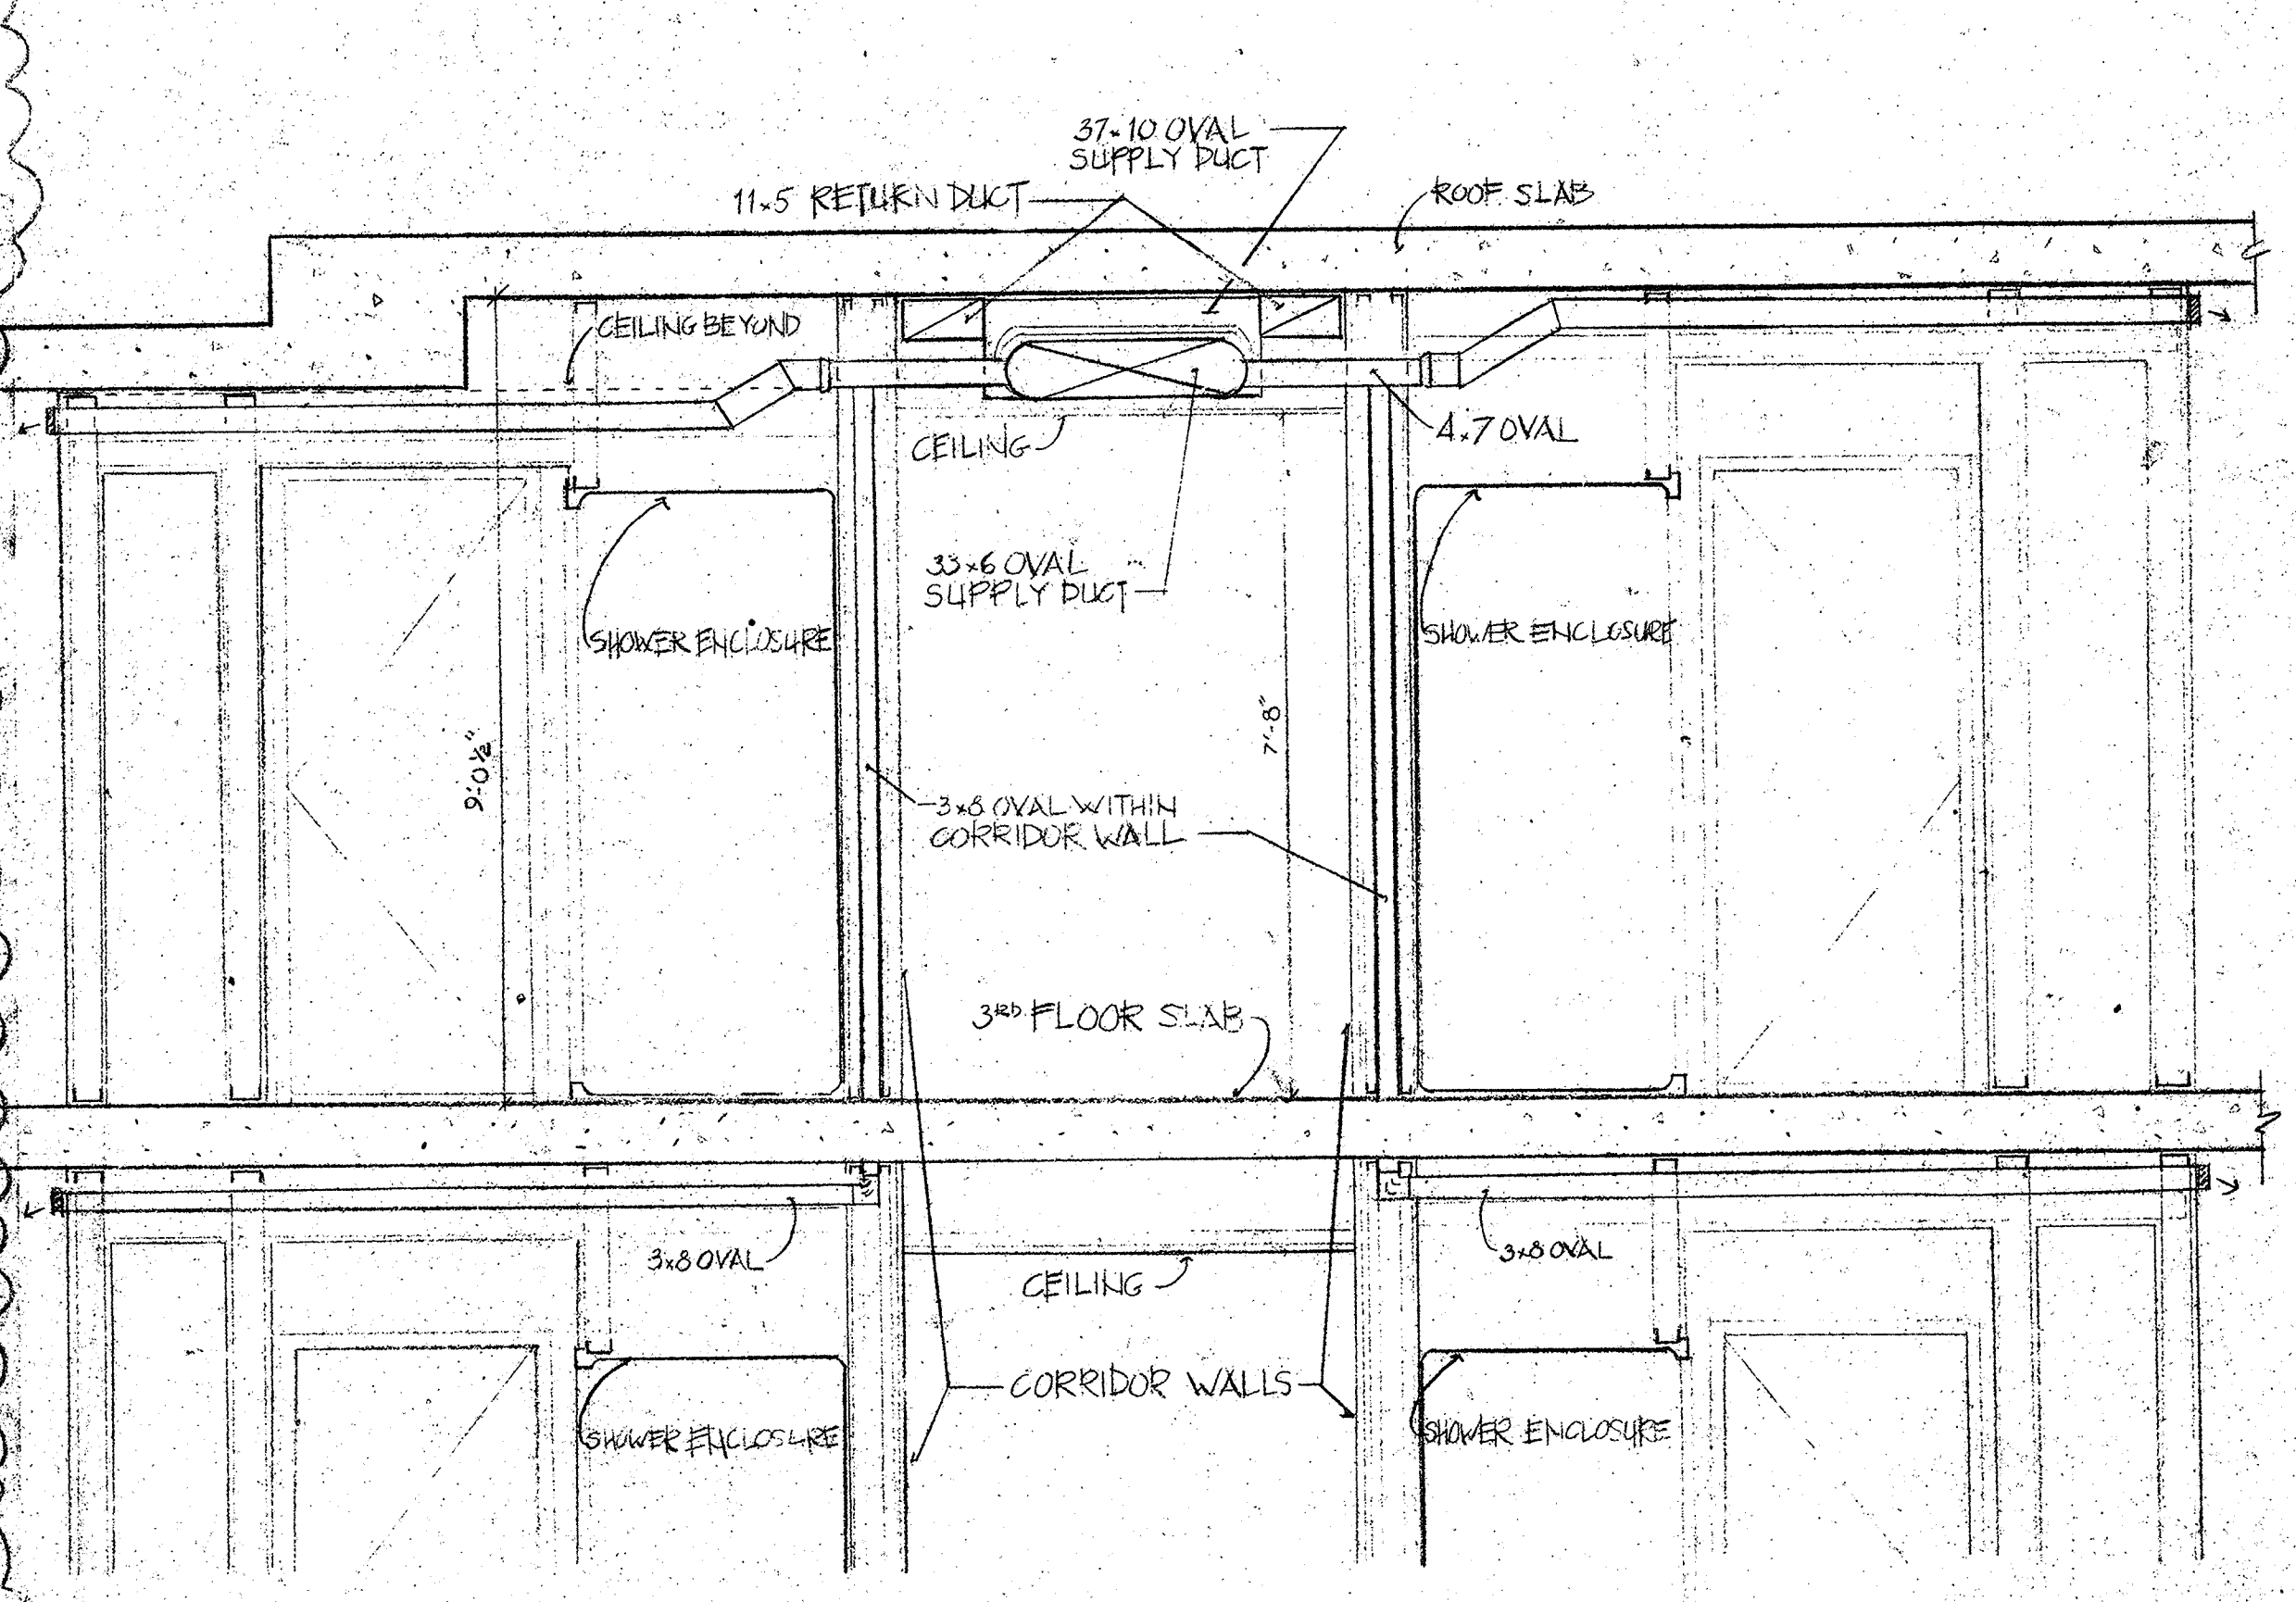 37x10 OVAL
SUPPLY DUCT
11x5 RETURN DUCT
ROOF SLAB
CEILING BEYOND
CEILING
4x7 OVAL
33x6 OVAL
SUPPLY DUCT
SHOWER ENCLOSURE
SHOWER ENCLOSURE
9'-0½"
7'-8"
3x8 OVAL WITHIN
CORRIDOR WALL
3RD FLOOR SLAB
3x8 OVAL
3x8 OVAL
CEILING
CORRIDOR WALLS
SHOWER ENCLOSURE
SHOWER ENCLOSURE